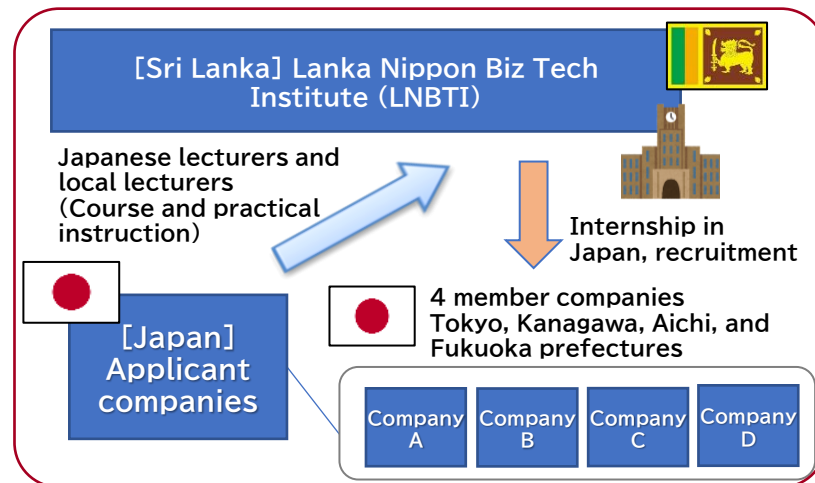 [Sri Lanka] Lanka Nippon Biz Tech
Institute (LNBTI)
Japanese lecturers and
local lecturers
(Course and practical
instruction)
Internship in
Japan, recruitment
[Japan]
Applicant
companies
4 member companies
Tokyo, Kanagawa, Aichi, and
Fukuoka prefectures
Company
A
Company
B
Company
C
Company
D